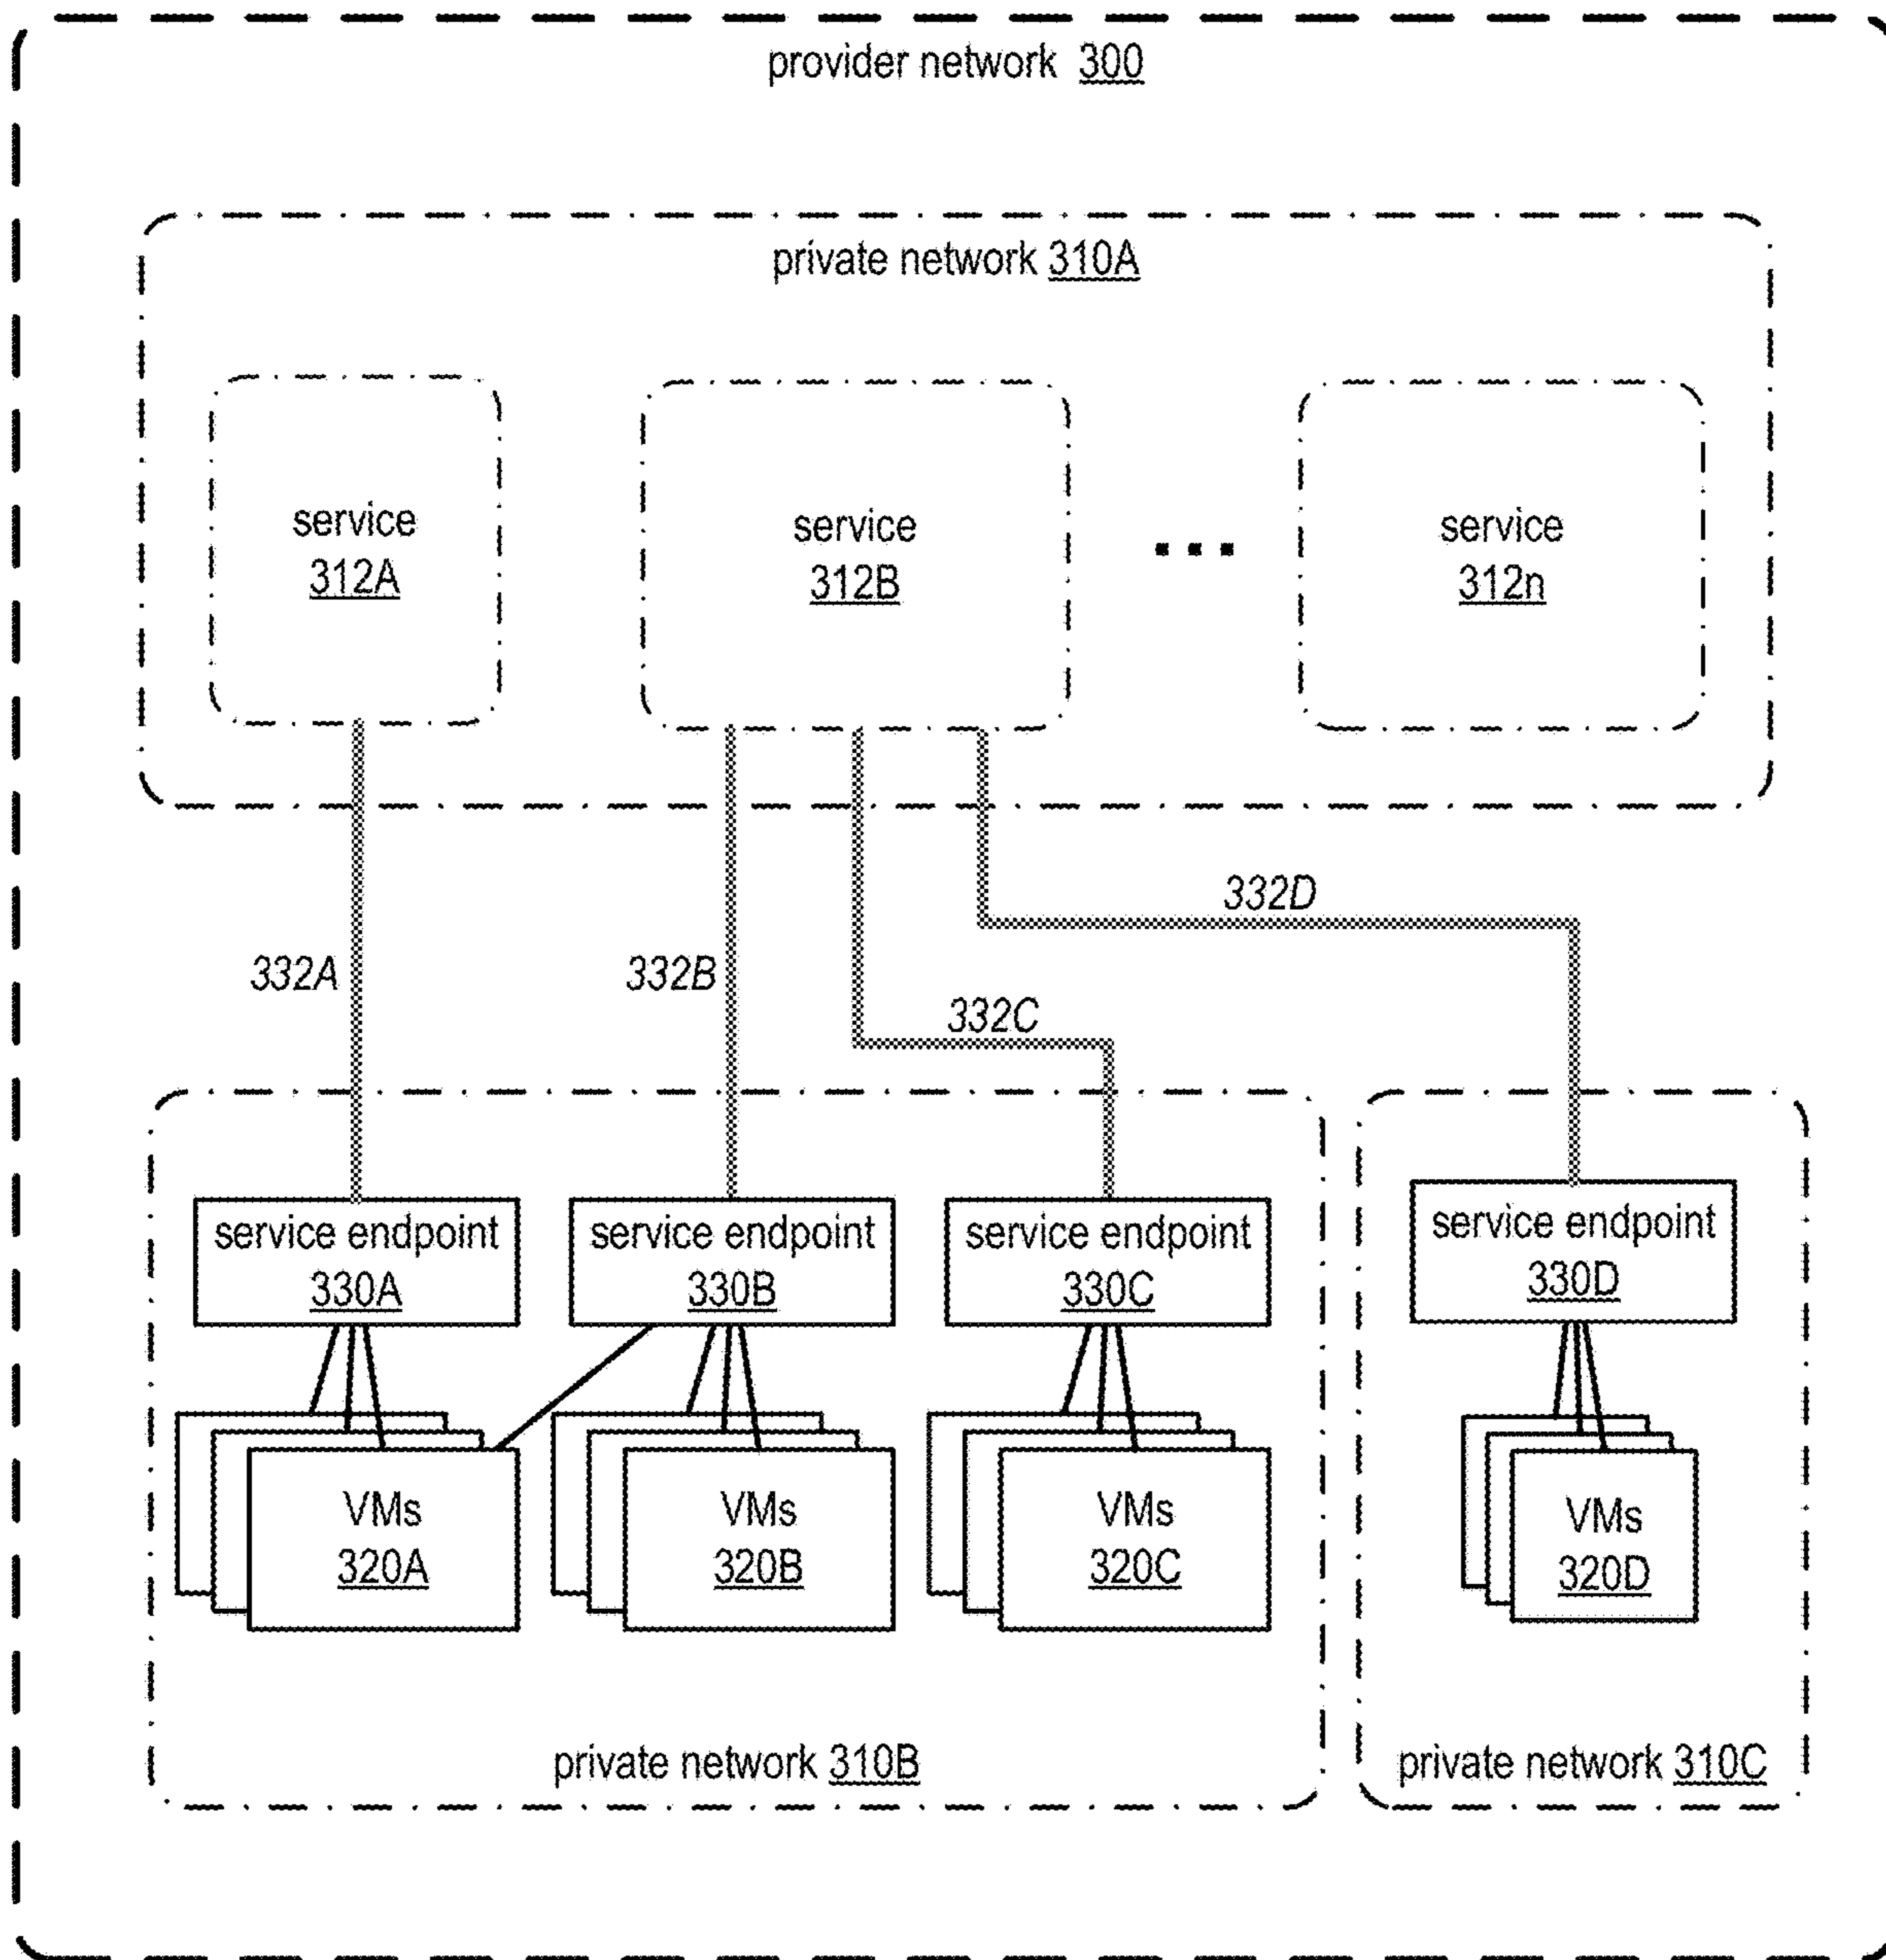 provider network 300
private network 310A
service
312A
service
312B
...
service
312n
332D
332A
332B
332C
service endpoint
330A
service endpoint
330B
service endpoint
330C
service endpoint
330D
VMs
320A
VMs
320B
VMs
320C
VMs
320D
private network 310B
private network 310C